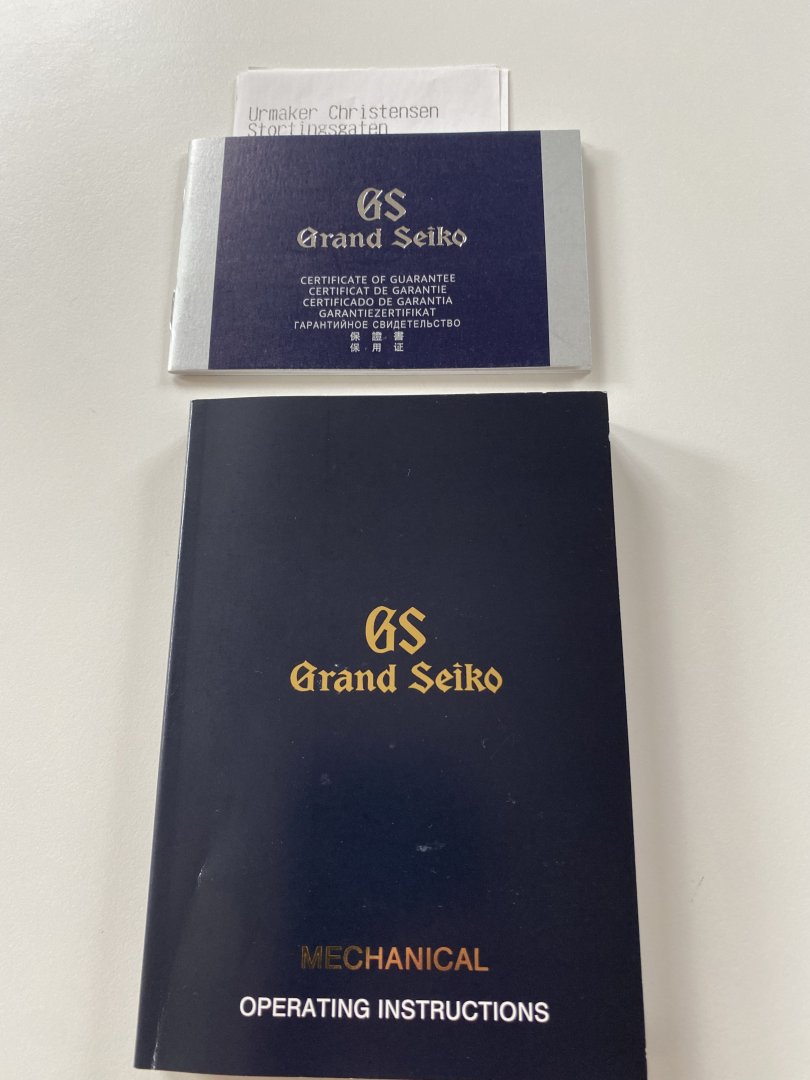 Urmaker Christensen
Stortingsgaten
GS
Grand Seiko
CERTIFICATE OF GUARANTEE
CERTIFICAT DE GARANTIE
CERTIFICADO DE GARANTIA
GARANTIEZERTIFIKAT
ГАРАНТИЙНОЕ СВИДЕТЕЛЬСТВО
保 證 書
保 用 证
GS
Grand Seiko
MECHANICAL
OPERATING INSTRUCTIONS